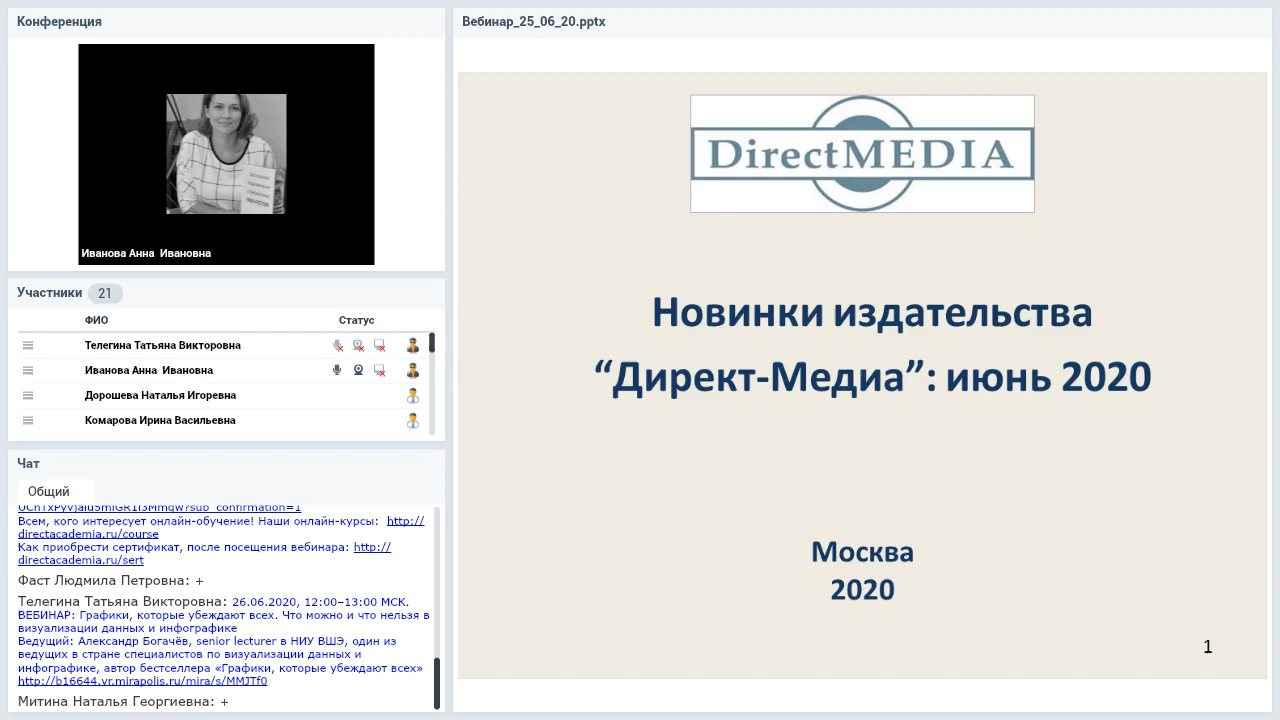 Конференция
Иванова Анна Ивановна
Участники 21
ФИО Статус
Телегина Татьяна Викторовна
Иванова Анна Ивановна
Дорошева Наталья Игоревна
Комарова Ирина Васильевна
Чат
Общий
Всем, кого интересует онлайн-обучение! Наши онлайн-курсы: http://
directacademia.ru/course
Как приобрести сертификат, после посещения вебинара: http://
directacademia.ru/sert
Фаст Людмила Петровна: +
Телегина Татьяна Викторовна: 26.06.2020, 12:00–13:00 МСК.
ВЕБИНАР: Графики, которые убеждают всех. Что можно и что нельзя в
визуализации данных и инфографике
Ведущий: Александр Богачёв, senior lecturer в НИУ ВШЭ, один из
ведущих в стране специалистов по визуализации данных и
инфографике, автор бестселлера «Графики, которые убеждают всех»
http://b16644.vr.mirapolis.ru/mira/s/MMJTf0
Митина Наталья Георгиевна: +
Вебинар_25_06_20.pptx
DirectMEDIA
Новинки издательства
“Директ-Медиа”: июнь 2020
Москва
2020
1